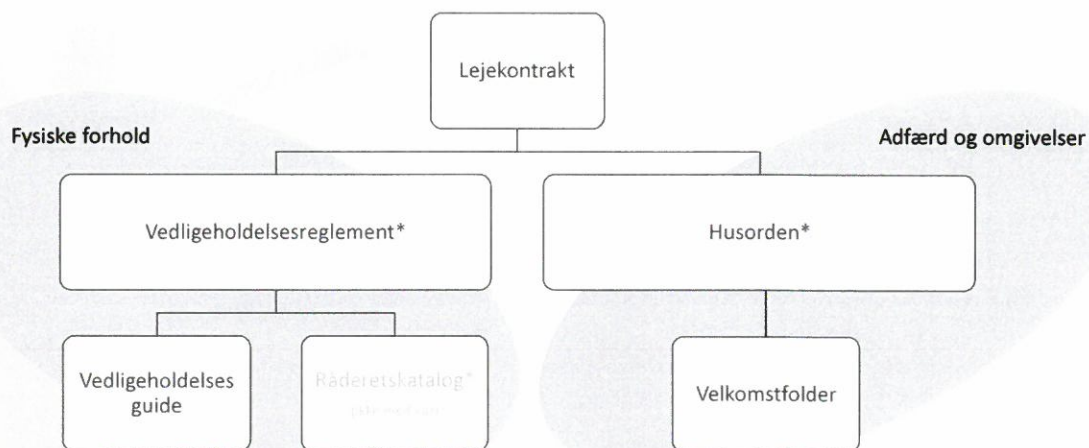 Lejekontrakt
Fysiske forhold
Adfærd og omgivelser
Vedligeholdelsesreglement*
Husorden*
Vedligeholdelses
guide
Råderetskatalog*
Velkomstfolder